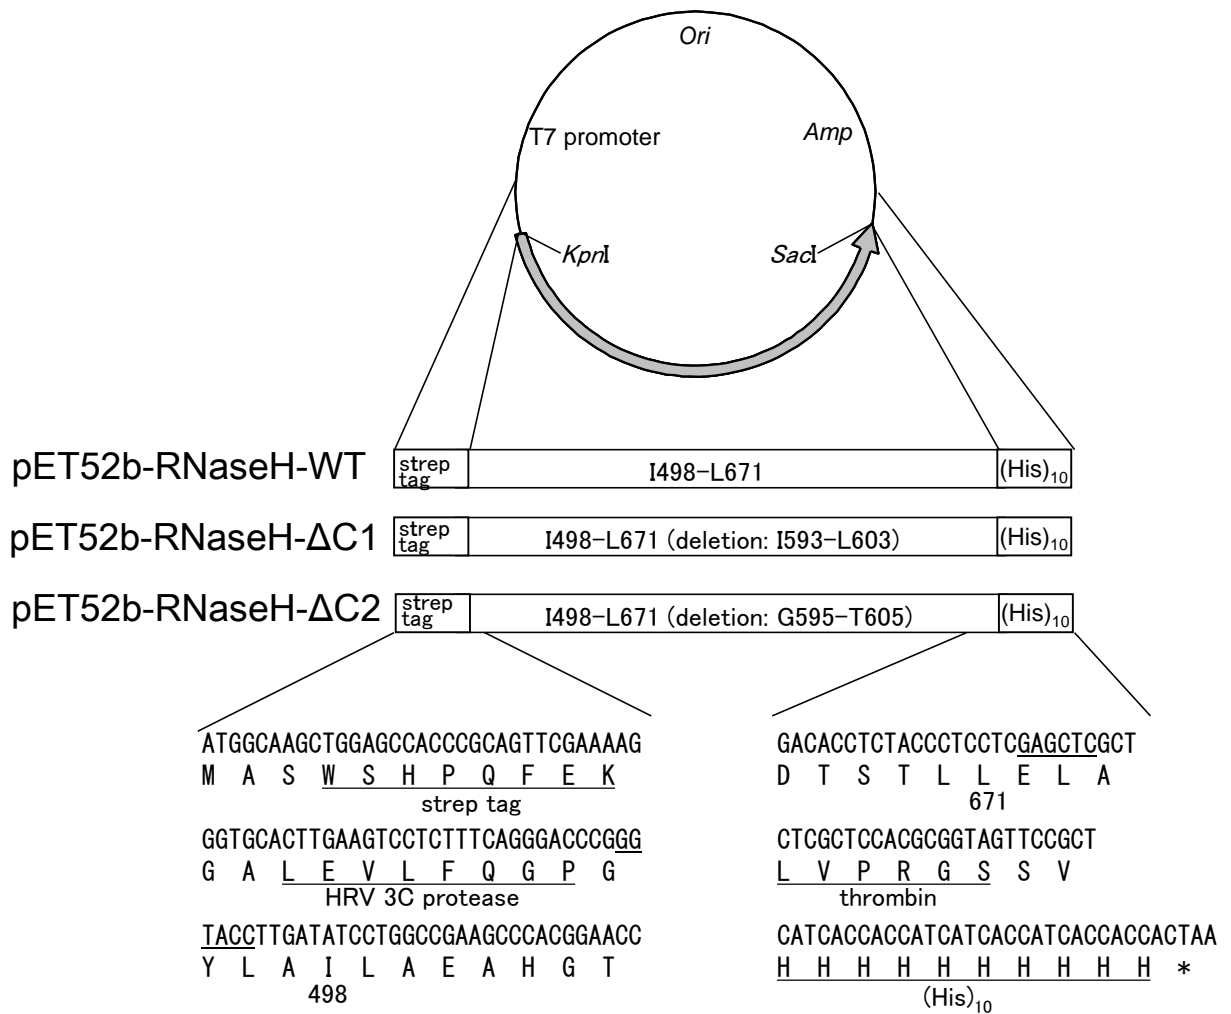 Ori
T7 promoter
Amp
KpnI
SacI
pET52b-RNaseH-WT
strep tag
I498-L671
(His)10
pET52b-RNaseH-ΔC1
strep tag
I498-L671 (deletion: I593-L603)
(His)10
pET52b-RNaseH-ΔC2
strep tag
I498-L671 (deletion: G595-T605)
(His)10
ATGGCAAGCTGGAGCCACCCGCAGTTCGAAAAG
M A S W S H P Q F E K
strep tag
GGTGCACTTGAAGTCCTCTTTCAGGGACCCGGG
G A L E V L F Q G P G
HRV 3C protease
TACCTTGATATCCTGGCCGAAGCCCACGGAACC
Y L A I L A E A H G T
498
GACACCTCTACCCTCCTCGAGCTCGCT
D T S T L L E L A
671
CTCGCTCCACGCGGTAGTTCCGCT
L V P R G S S V
thrombin
CATCACCACCATCATCACCATCACCACCACTAA
H H H H H H H H H H *
(His)10